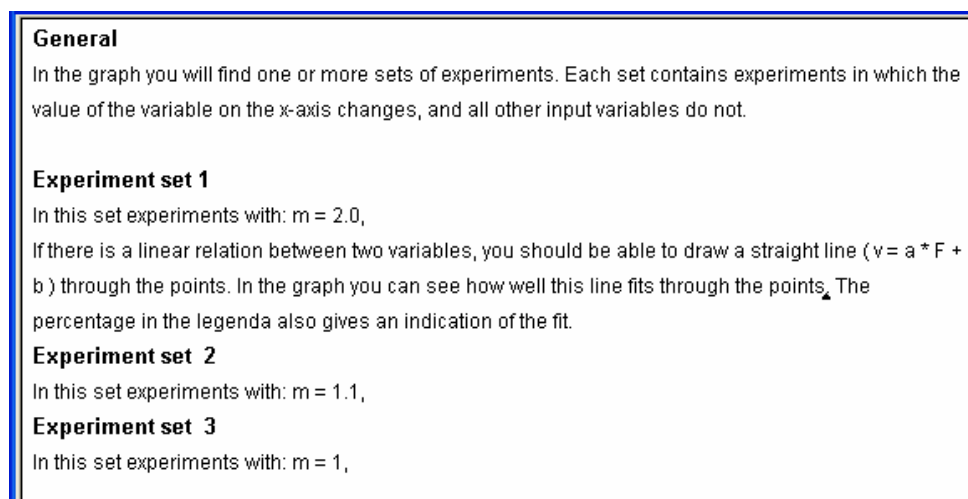 General
In the graph you will find one or more sets of experiments. Each set contains experiments in which the
value of the variable on the x-axis changes, and all other input variables do not.
Experiment set 1
In this set experiments with: m = 2.0,
If there is a linear relation between two variables, you should be able to draw a straight line ( v = a * F +
b ) through the points. In the graph you can see how well this line fits through the points. The
percentage in the legenda also gives an indication of the fit.
Experiment set 2
In this set experiments with: m = 1.1,
Experiment set 3
In this set experiments with: m = 1,